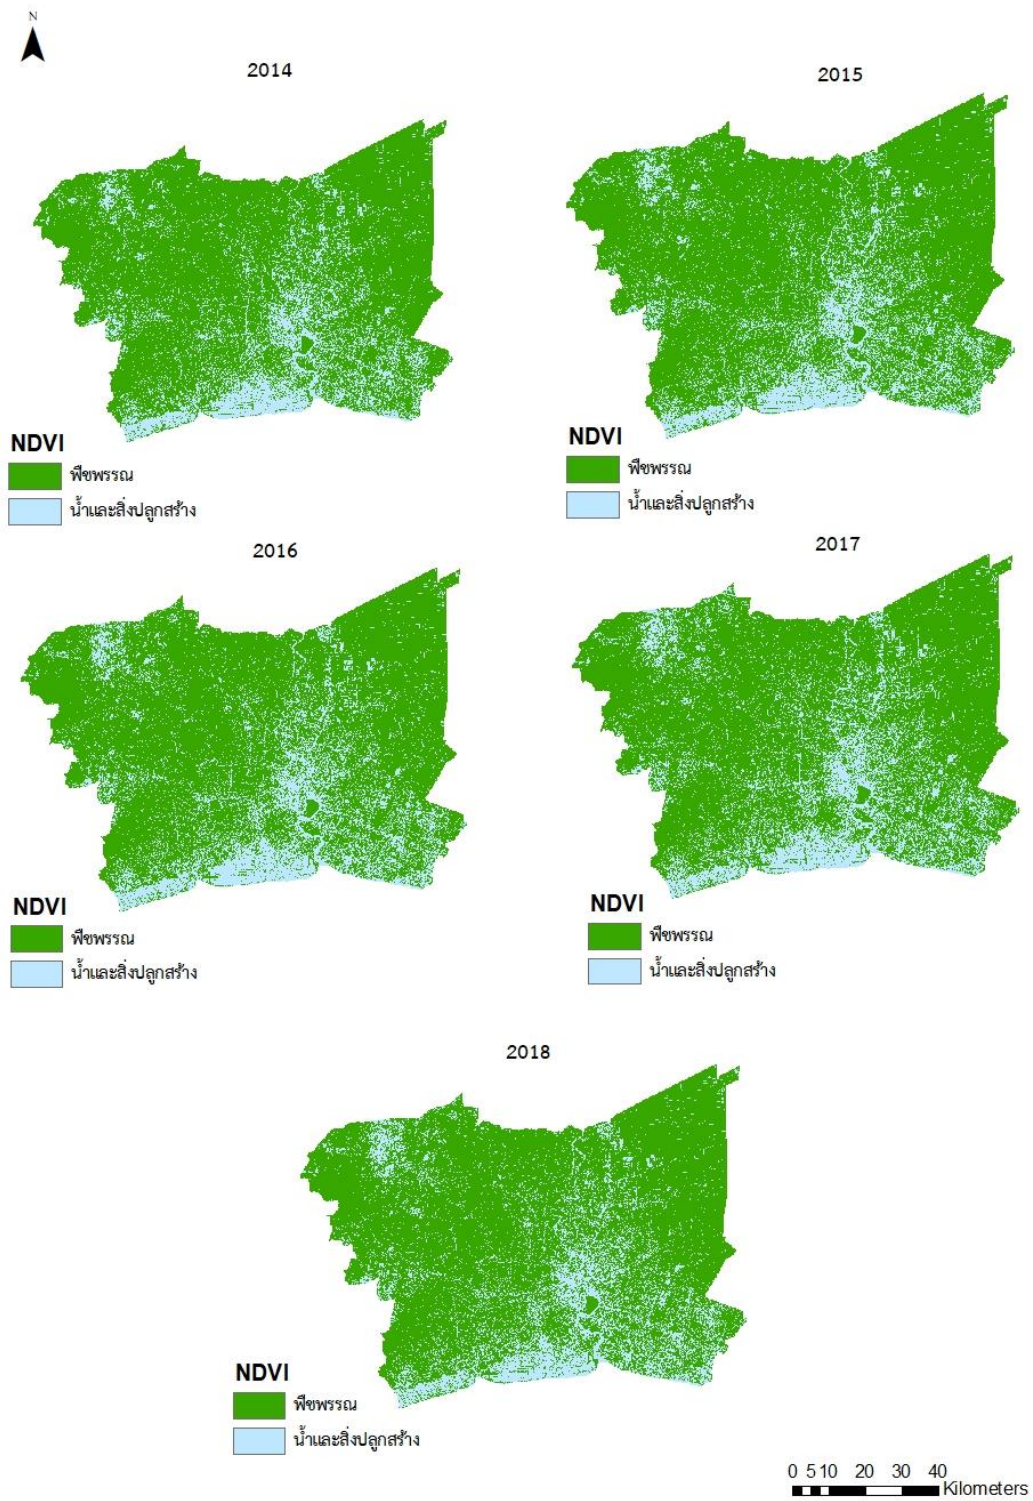 N
2014
2015
NDVI
พืชพรรณ
น้ำและสิ่งปลูกสร้าง
NDVI
พืชพรรณ
น้ำและสิ่งปลูกสร้าง
2016
2017
NDVI
พืชพรรณ
น้ำและสิ่งปลูกสร้าง
NDVI
พืชพรรณ
น้ำและสิ่งปลูกสร้าง
2018
NDVI
พืชพรรณ
น้ำและสิ่งปลูกสร้าง
0 5 10 20 30 40
Kilometers